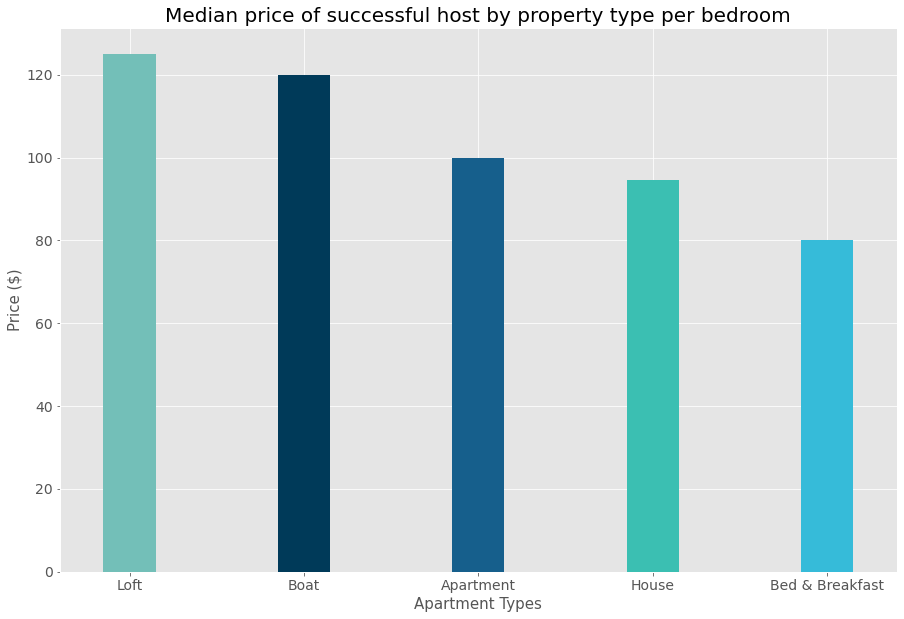 Median price of successful host by property type per bedroom
120
100
80
60
40
20
0
Price ($)
Loft Boat Apartment House Bed & Breakfast
Apartment Types